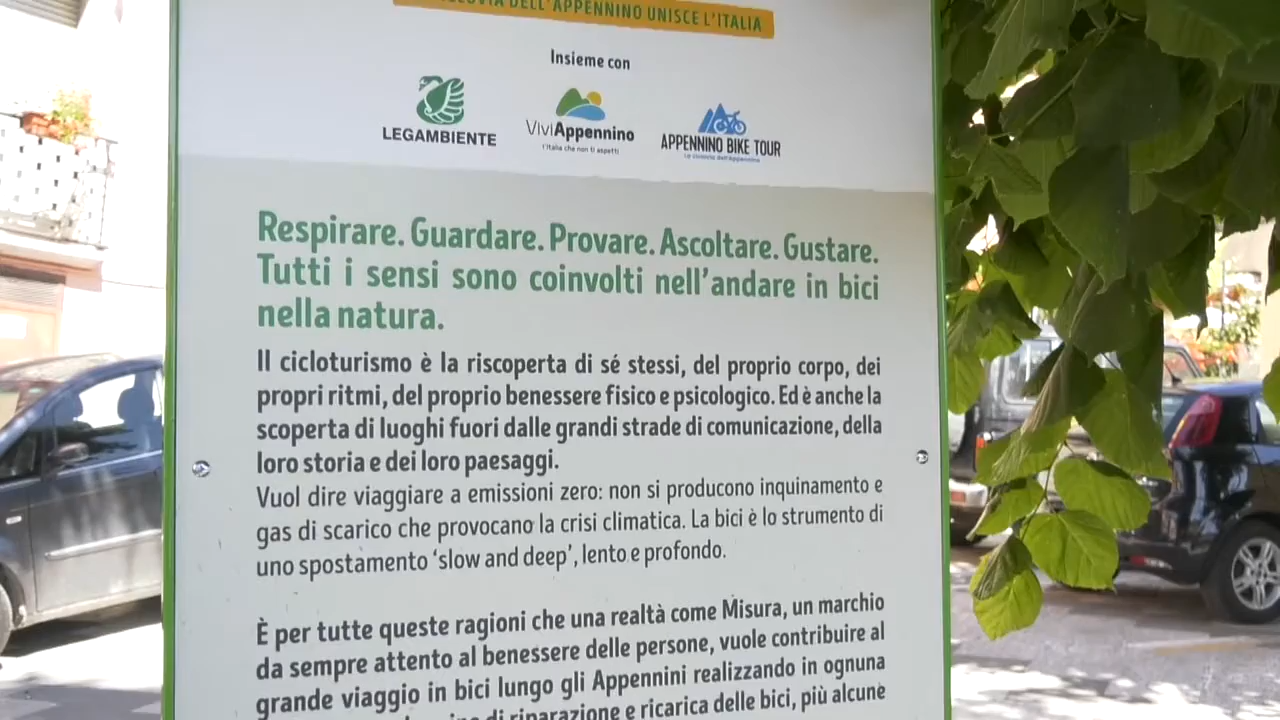 DELL'APPENNINO UNISCE L'ITALIA
Insieme con
LEGAMBIENTE
ViviAppennino
l'Italia che non ti aspetti
APPENNINO BIKE TOUR
La ciclovia dell'Appennino
Respirare. Guardare. Provare. Ascoltare. Gustare.
Tutti i sensi sono coinvolti nell'andare in bici
nella natura.
Il cicloturismo è la riscoperta di sé stessi, del proprio corpo, dei
propri ritmi, del proprio benessere fisico e psicologico. Ed è anche la
scoperta di luoghi fuori dalle grandi strade di comunicazione, della
loro storia e dei loro paesaggi.
Vuol dire viaggiare a emissioni zero: non si producono inquinamento e
gas di scarico che provocano la crisi climatica. La bici è lo strumento di
uno spostamento 'slow and deep', lento e profondo.
È per tutte queste ragioni che una realtà come Misura, un marchio
da sempre attento al benessere delle persone, vuole contribuire al
grande viaggio in bici lungo gli Appennini realizzando in ognuna
di riparazione e ricarica delle bici, più alcune